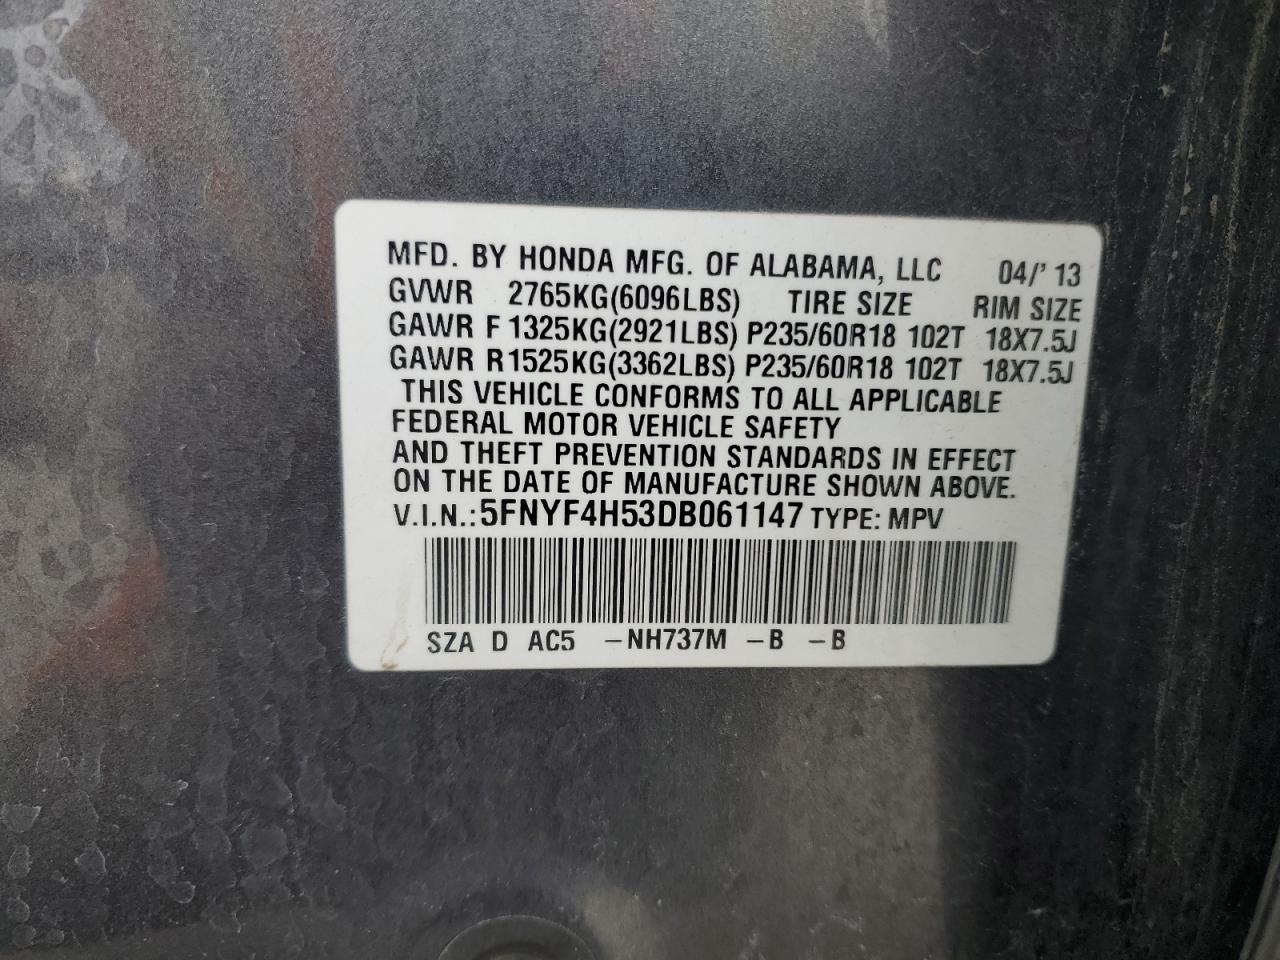 MFD. BY HONDA MFG. OF ALABAMA, LLC 04/'13
GVWR 2765KG(6096LBS) TIRE SIZE RIM SIZE
GAWR F 1325KG(2921LBS) P235/60R18 102T 18X7.5J
GAWR R1525KG(3362LBS) P235/60R18 102T 18X7.5J
THIS VEHICLE CONFORMS TO ALL APPLICABLE
FEDERAL MOTOR VEHICLE SAFETY
AND THEFT PREVENTION STANDARDS IN EFFECT
ON THE DATE OF MANUFACTURE SHOWN ABOVE.
V.I.N.:5FNYF4H53DB061147 TYPE: MPV
SZA D AC5 -NH737M -B -B